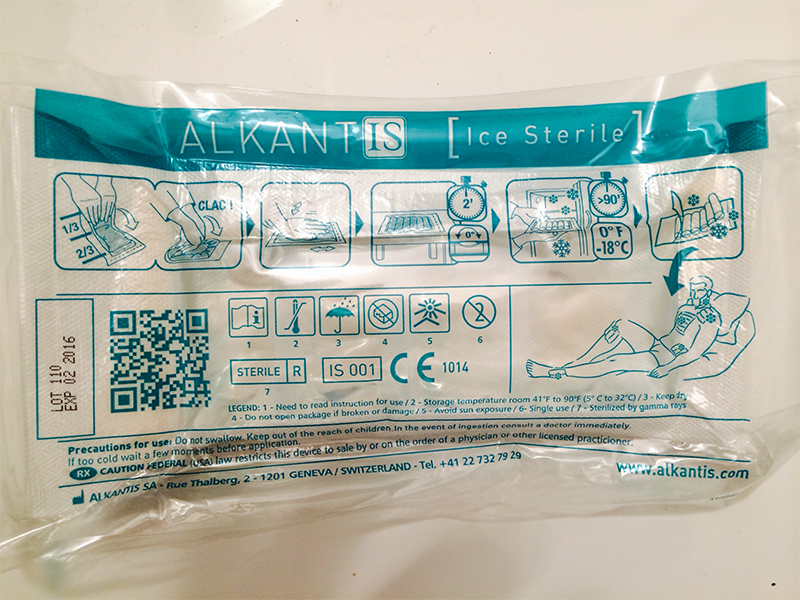 ALKANTIS [Ice Sterile]
1/3
2/3
CLAC!
2'
0°
>90'
0°F
-18°C
LOT 110
EXP 02 2016
1 2 3 4 5 6
STERILE R IS 001 CE 1014
7
LEGEND: 1 - Need to read instruction for use / 2 - Storage temperature room 41°F to 90°F (5° C to 32°C) / 3 - Keep dry
4 - Do not open package if broken or damage / 5 - Avoid sun exposure / 6- Single use / 7 - Sterilized by gamma rays
Precautions for use: Do not swallow. Keep out of the reach of children. In the event of ingestion consult a doctor immediately.
If too cold wait a few moments before application.
RX CAUTION FEDERAL (USA) law restricts this device to sale by or on the order of a physician or other licensed practicioner.
ALKANTIS SA - Rue Thalberg, 2 - 1201 GENEVA / SWITZERLAND - Tel. +41 22 732 79 29
www.alkantis.com